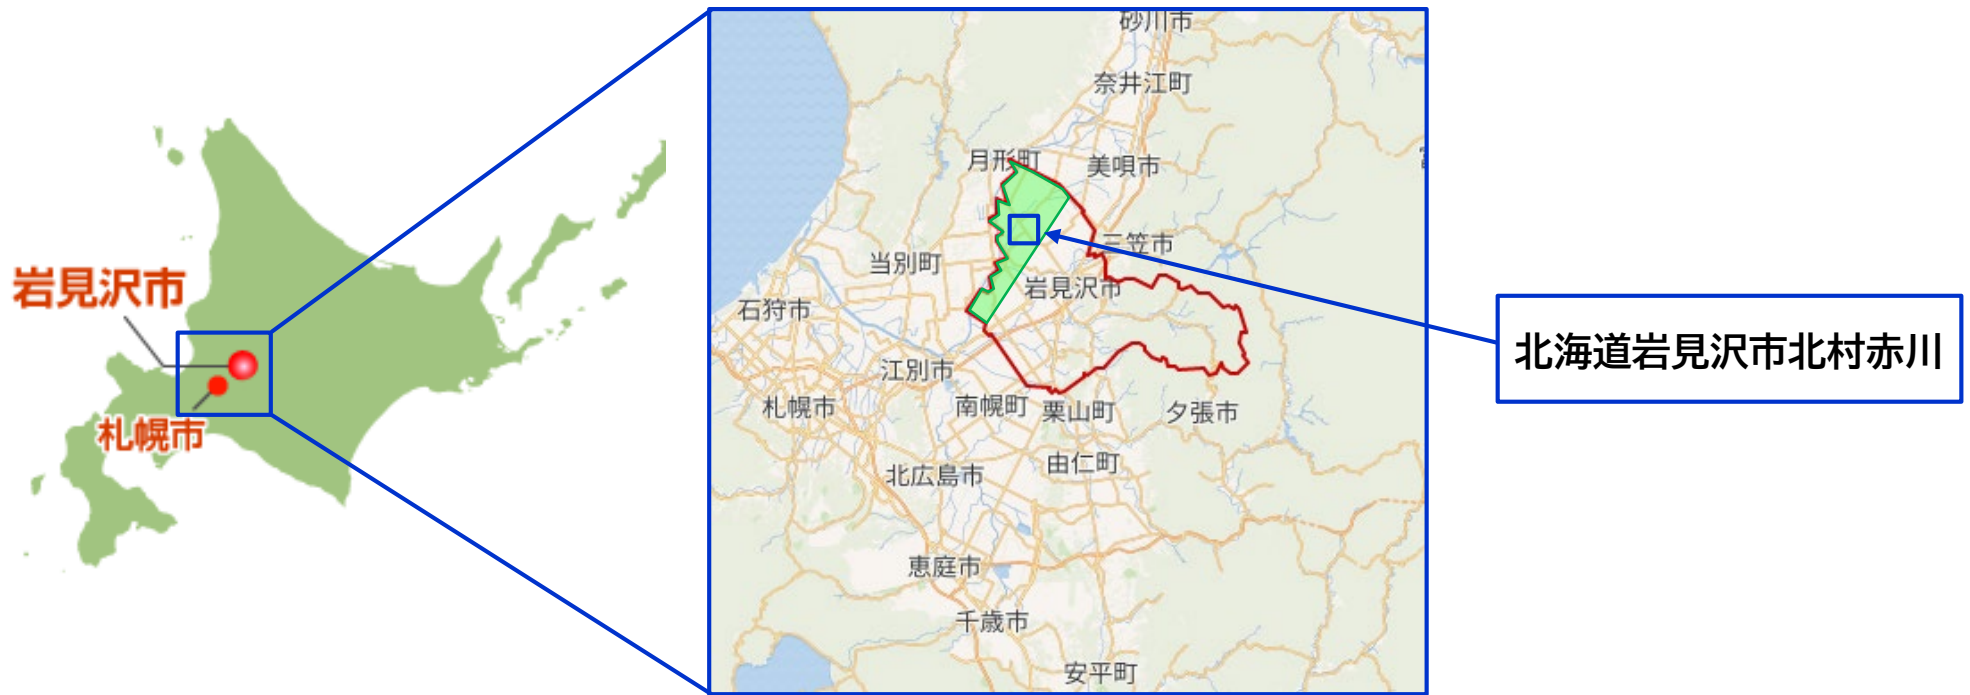 岩見沢市
札幌市
砂川市
奈井江町
月形町
美唄市
三笠市
当別町
岩見沢市
石狩市
江別市
札幌市
南幌町
栗山町
夕張市
北広島市
由仁町
恵庭市
千歳市
安平町
北海道岩見沢市北村赤川